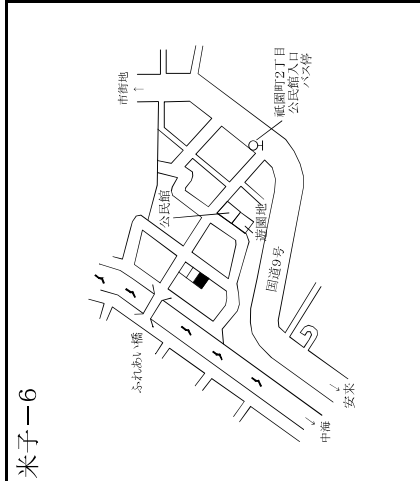 米子－6
市街地
祇園町2丁目
公民館入口
バス停
公民館
遊園地
国道9号
ふれあい橋
安来
中海